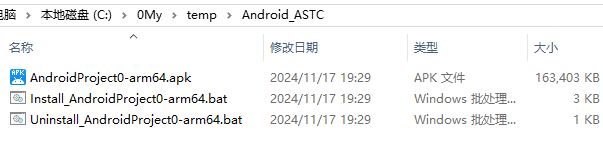 电脑 › 本地磁盘 (C:) › 0My › temp › Android_ASTC
名称 修改日期 类型 大小
APK AndroidProject0-arm64.apk 2024/11/17 19:29 APK 文件 163,403 KB
Install_AndroidProject0-arm64.bat 2024/11/17 19:29 Windows 批处理... 3 KB
Uninstall_AndroidProject0-arm64.bat 2024/11/17 19:29 Windows 批处理... 1 KB